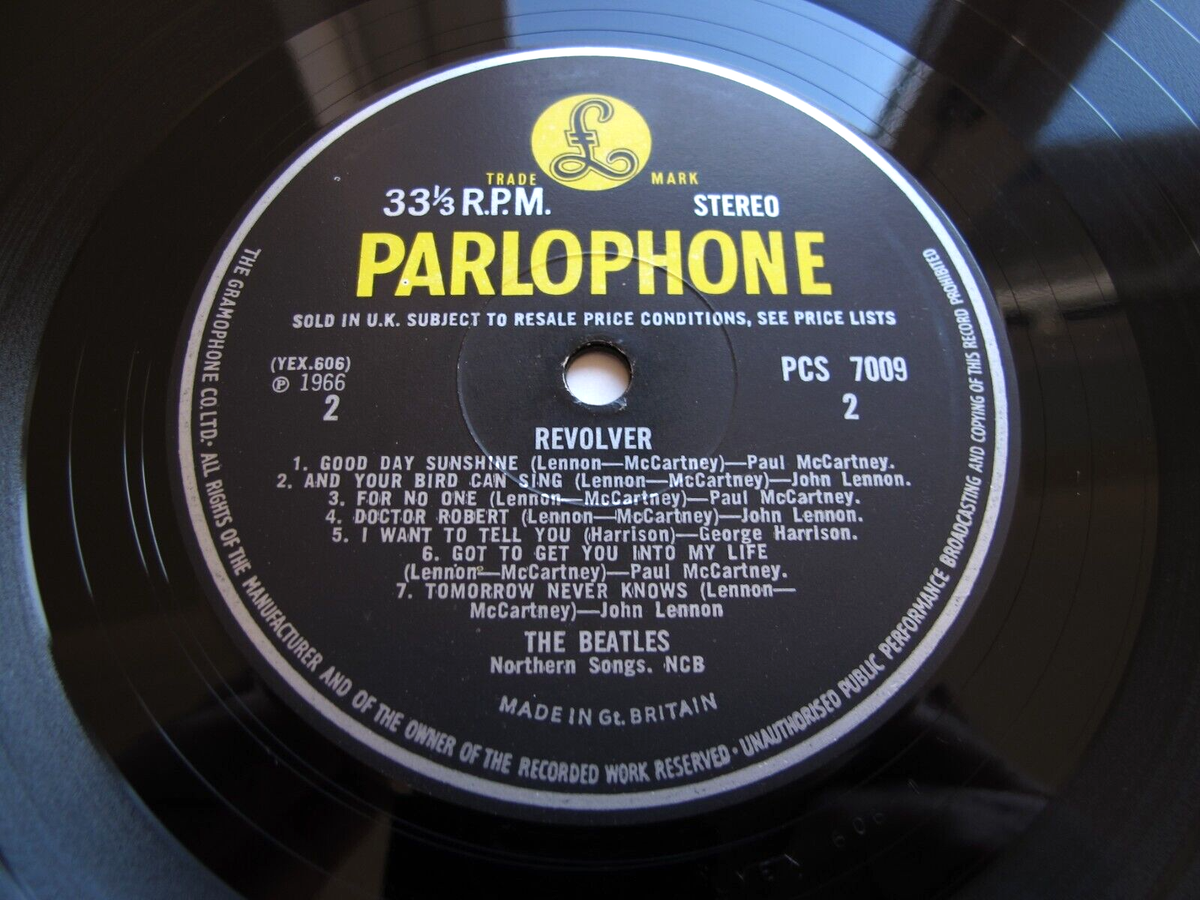 £
TRADE MARK
33⅓ R.P.M. STEREO
PARLOPHONE
SOLD IN U.K. SUBJECT TO RESALE PRICE CONDITIONS, SEE PRICE LISTS
(YEX.606)
℗ 1966 PCS 7009
2 2
REVOLVER
1. GOOD DAY SUNSHINE (Lennon—McCartney)—Paul McCartney.
2. AND YOUR BIRD CAN SING (Lennon—McCartney)—John Lennon.
3. FOR NO ONE (Lennon—McCartney)—Paul McCartney.
4. DOCTOR ROBERT (Lennon—McCartney)—John Lennon.
5. I WANT TO TELL YOU (Harrison)—George Harrison.
6. GOT TO GET YOU INTO MY LIFE
(Lennon—McCartney)—Paul McCartney.
7. TOMORROW NEVER KNOWS (Lennon—
McCartney)—John Lennon
THE BEATLES
Northern Songs. NCB
MADE IN Gt. BRITAIN
THE GRAMOPHONE CO. LTD. ALL RIGHTS OF THE MANUFACTURER AND OF THE OWNER OF THE RECORDED WORK RESERVED · UNAUTHORISED PUBLIC PERFORMANCE BROADCASTING AND COPYING OF THIS RECORD PROHIBITED